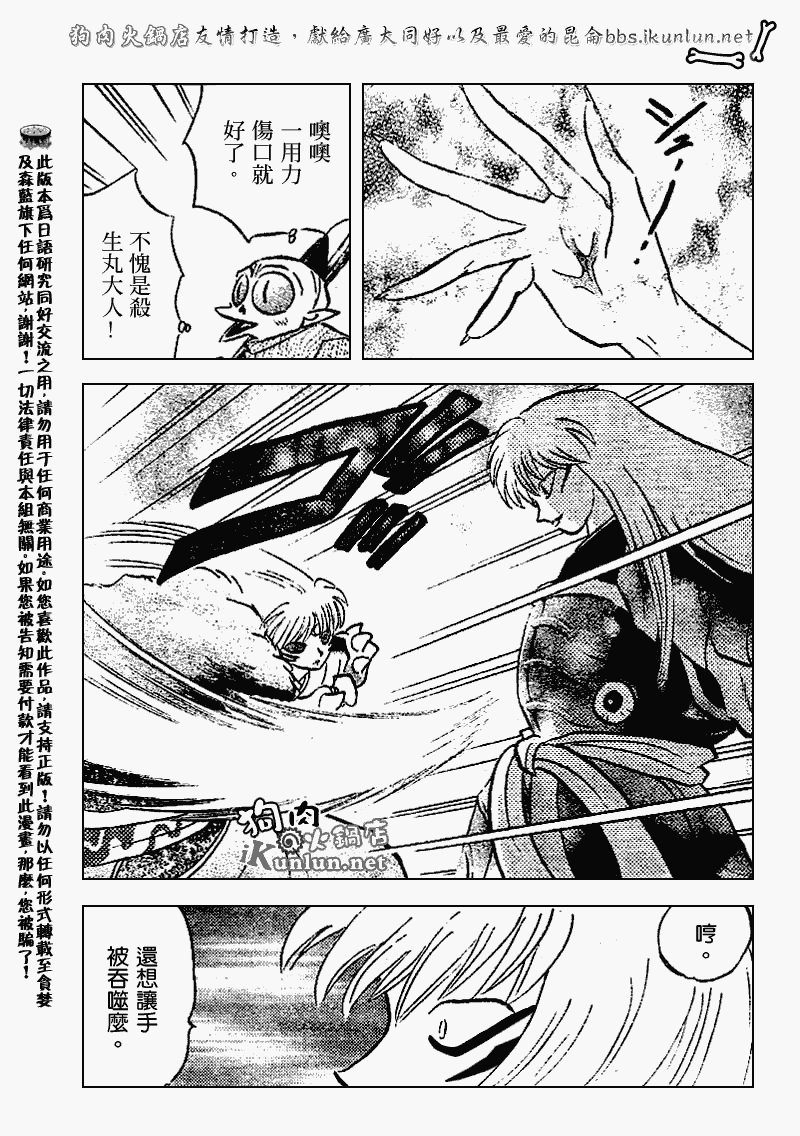 狗肉火鍋店友情打造，獻給廣大同好以及最愛的昆侖bbs.ikunlun.net
噢噢
一用力
傷口就
好了。
不愧是殺
生丸大人！
狗肉
火鍋店
iKunlun.net
哼。
還想讓手
被吞噬麼。
此版本爲日語研究同好交流之用，請勿用于任何商業用途。如您喜歡此作品，請支持正版！請勿以任何形式轉載至貪婪
及森藍旗下任何網站，謝謝！一切法律責任與本組無關。如果您被告知需要付款才能看到此漫畫，那麼，您被騙了！